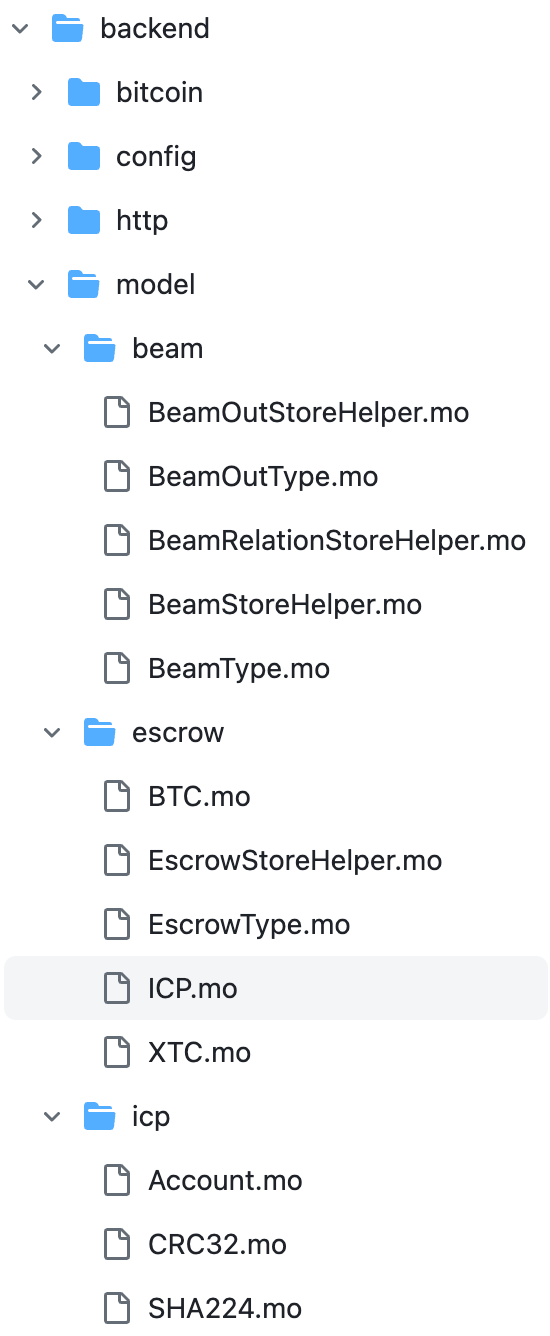 backend
bitcoin
config
http
model
beam
BeamOutStoreHelper.mo
BeamOutType.mo
BeamRelationStoreHelper.mo
BeamStoreHelper.mo
BeamType.mo
escrow
BTC.mo
EscrowStoreHelper.mo
EscrowType.mo
ICP.mo
XTC.mo
icp
Account.mo
CRC32.mo
SHA224.mo